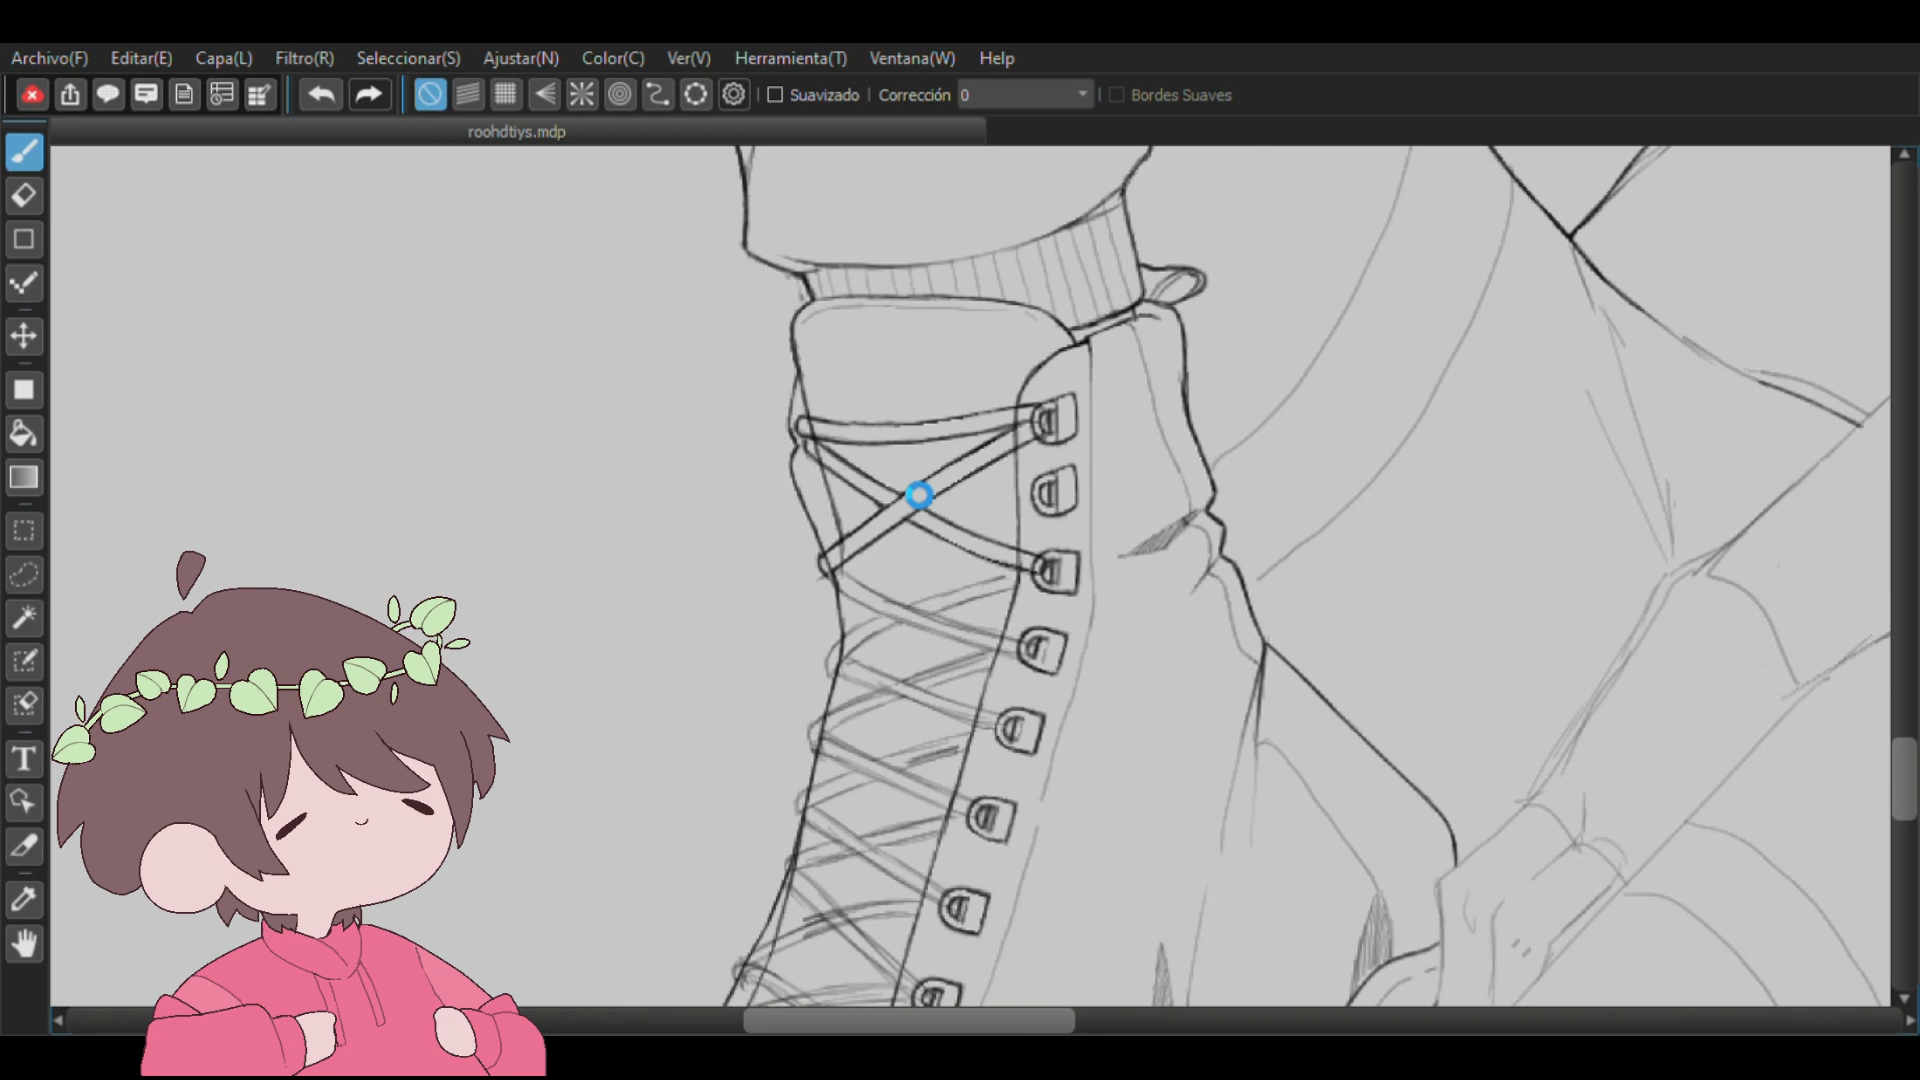 Archivo(F) Editar(E) Capa(L) Filtro(R) Seleccionar(S) Ajustar(N) Color(C) Ver(V) Herramienta(T) Ventana(W) Help
Suavizado Corrección 0 Bordes Suaves
roohdtiys.mdp
T